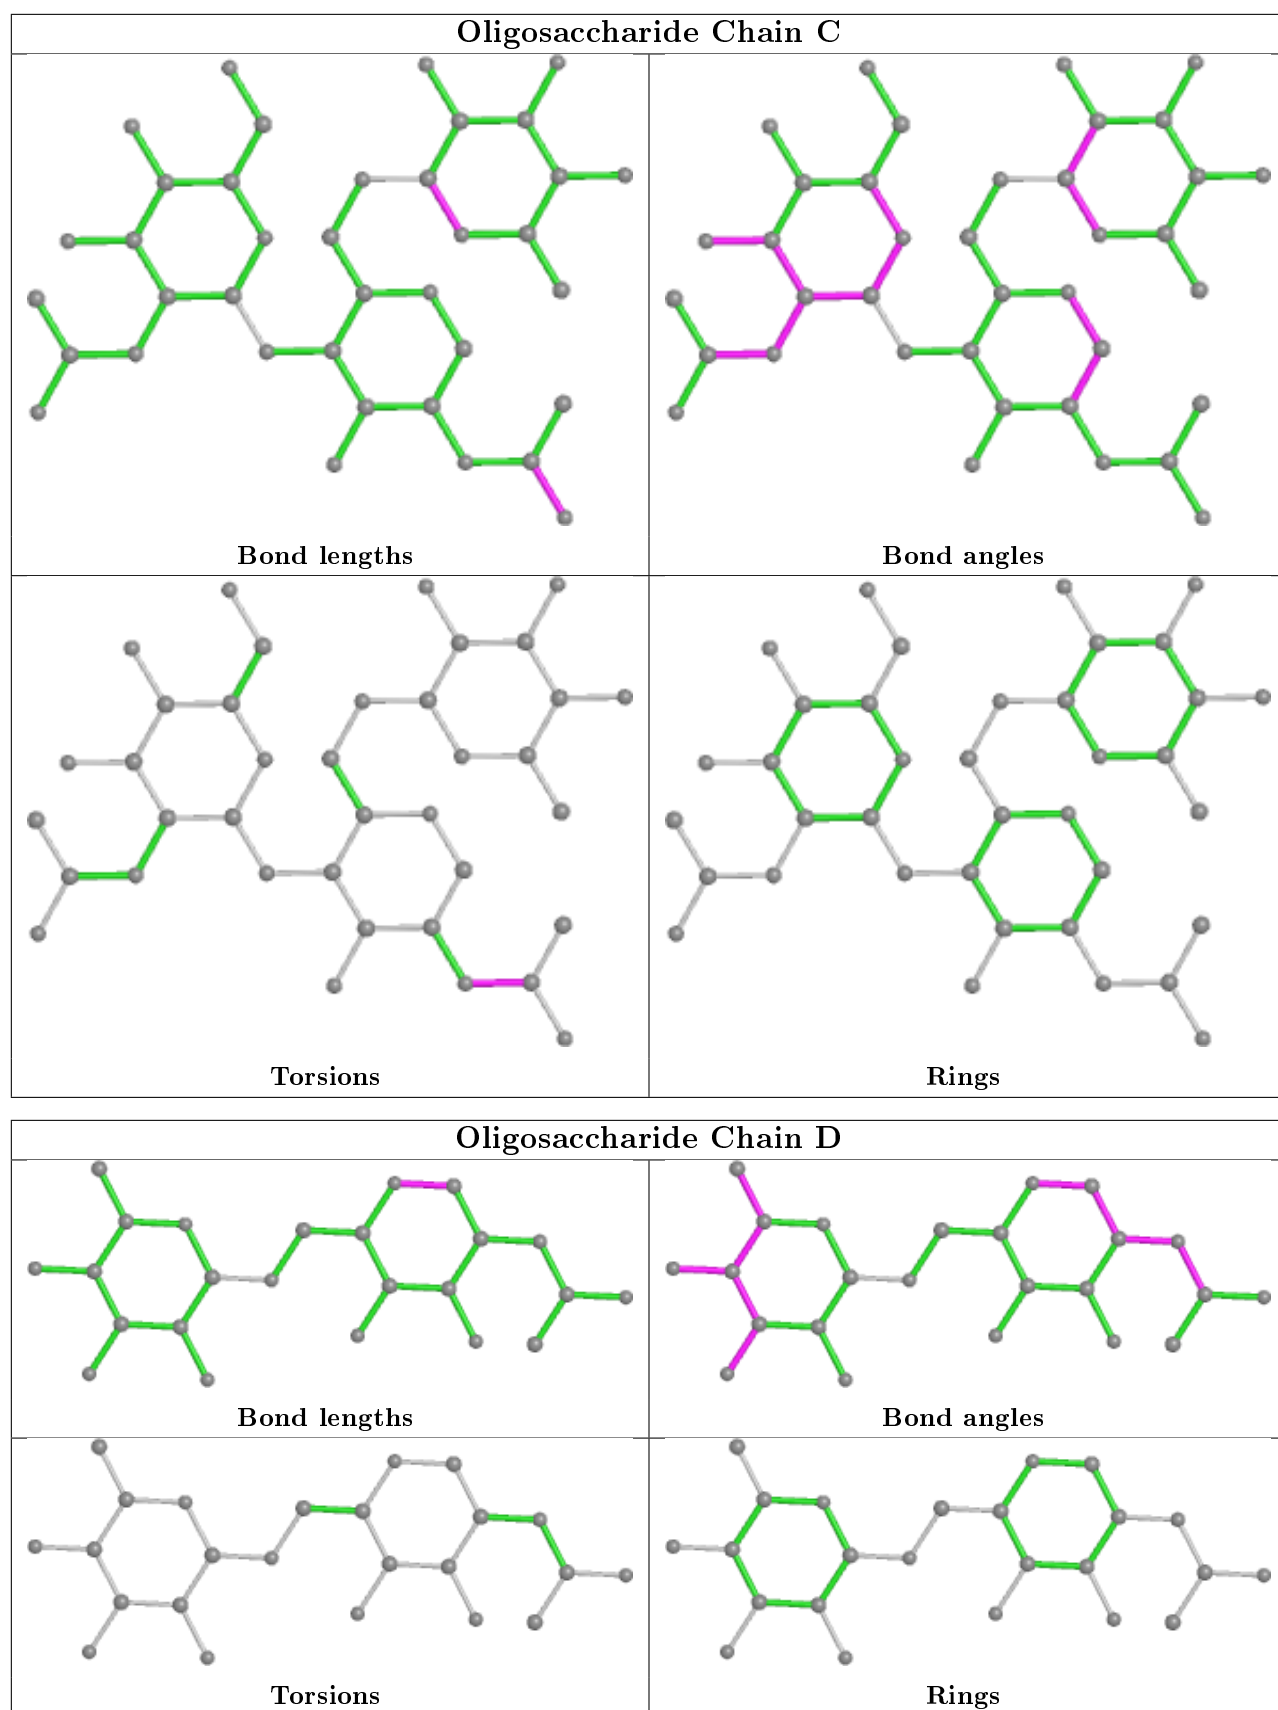 Oligosaccharide Chain C
Bond lengths
Bond angles
Torsions
Rings
Oligosaccharide Chain D
Bond lengths
Bond angles
Torsions
Rings